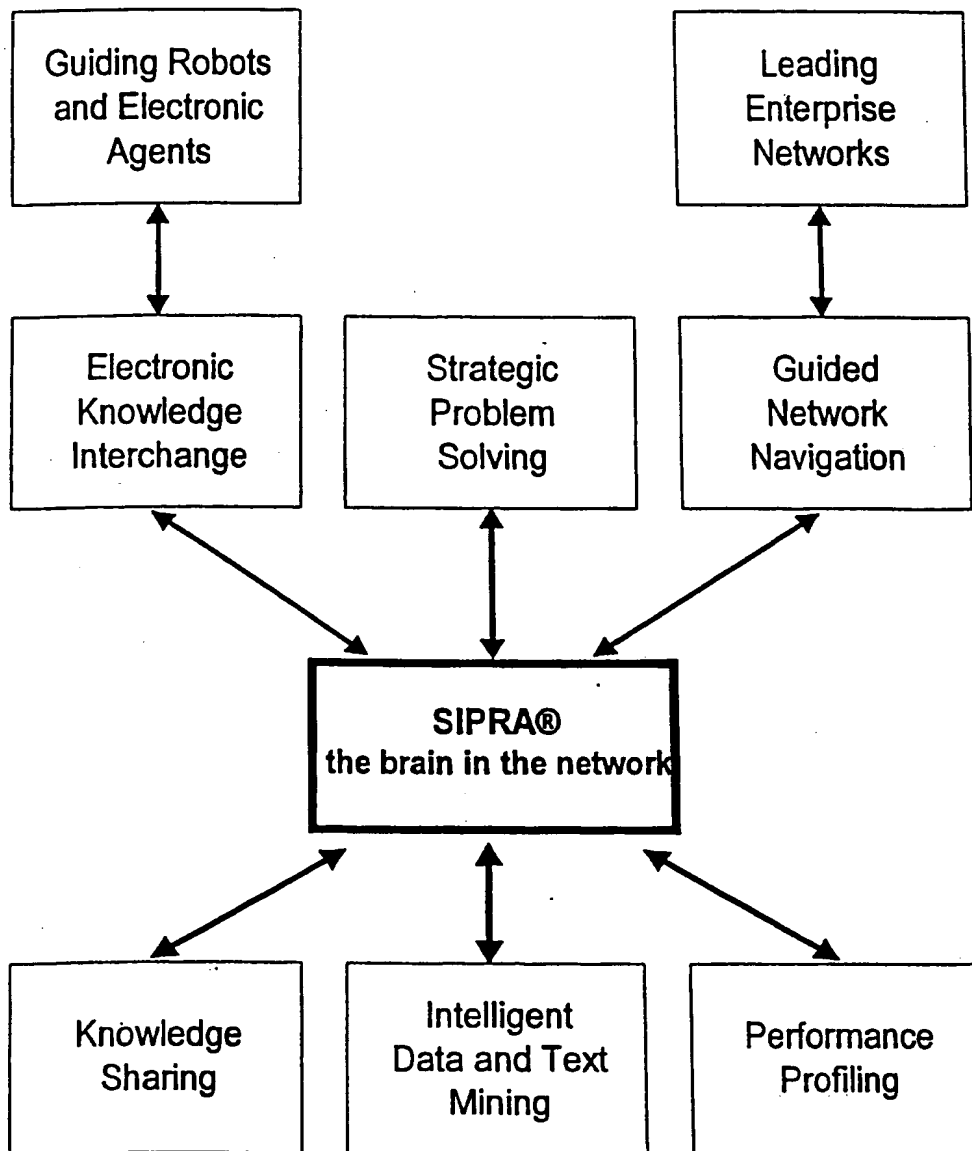 Guiding Robots
and Electronic
Agents
Leading
Enterprise
Networks
Electronic
Knowledge
Interchange
Strategic
Problem
Solving
Guided
Network
Navigation
SIPRA®
the brain in the network
Knowledge
Sharing
Intelligent
Data and Text
Mining
Performance
Profiling